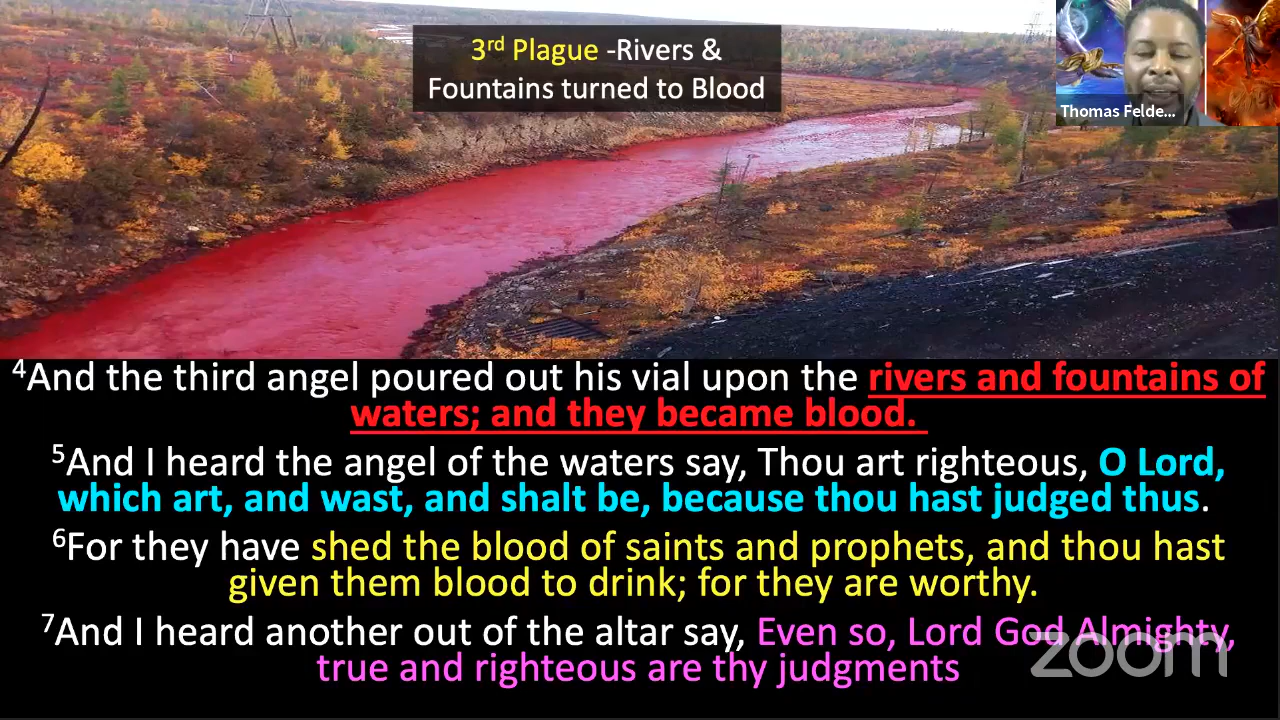 3rd Plague -Rivers &
Fountains turned to Blood
Thomas Felde...
4And the third angel poured out his vial upon the rivers and fountains of
waters; and they became blood.
5And I heard the angel of the waters say, Thou art righteous, O Lord,
which art, and wast, and shalt be, because thou hast judged thus.
6For they have shed the blood of saints and prophets, and thou hast
given them blood to drink; for they are worthy.
7And I heard another out of the altar say, Even so, Lord God Almighty,
true and righteous are thy judgments
zoom